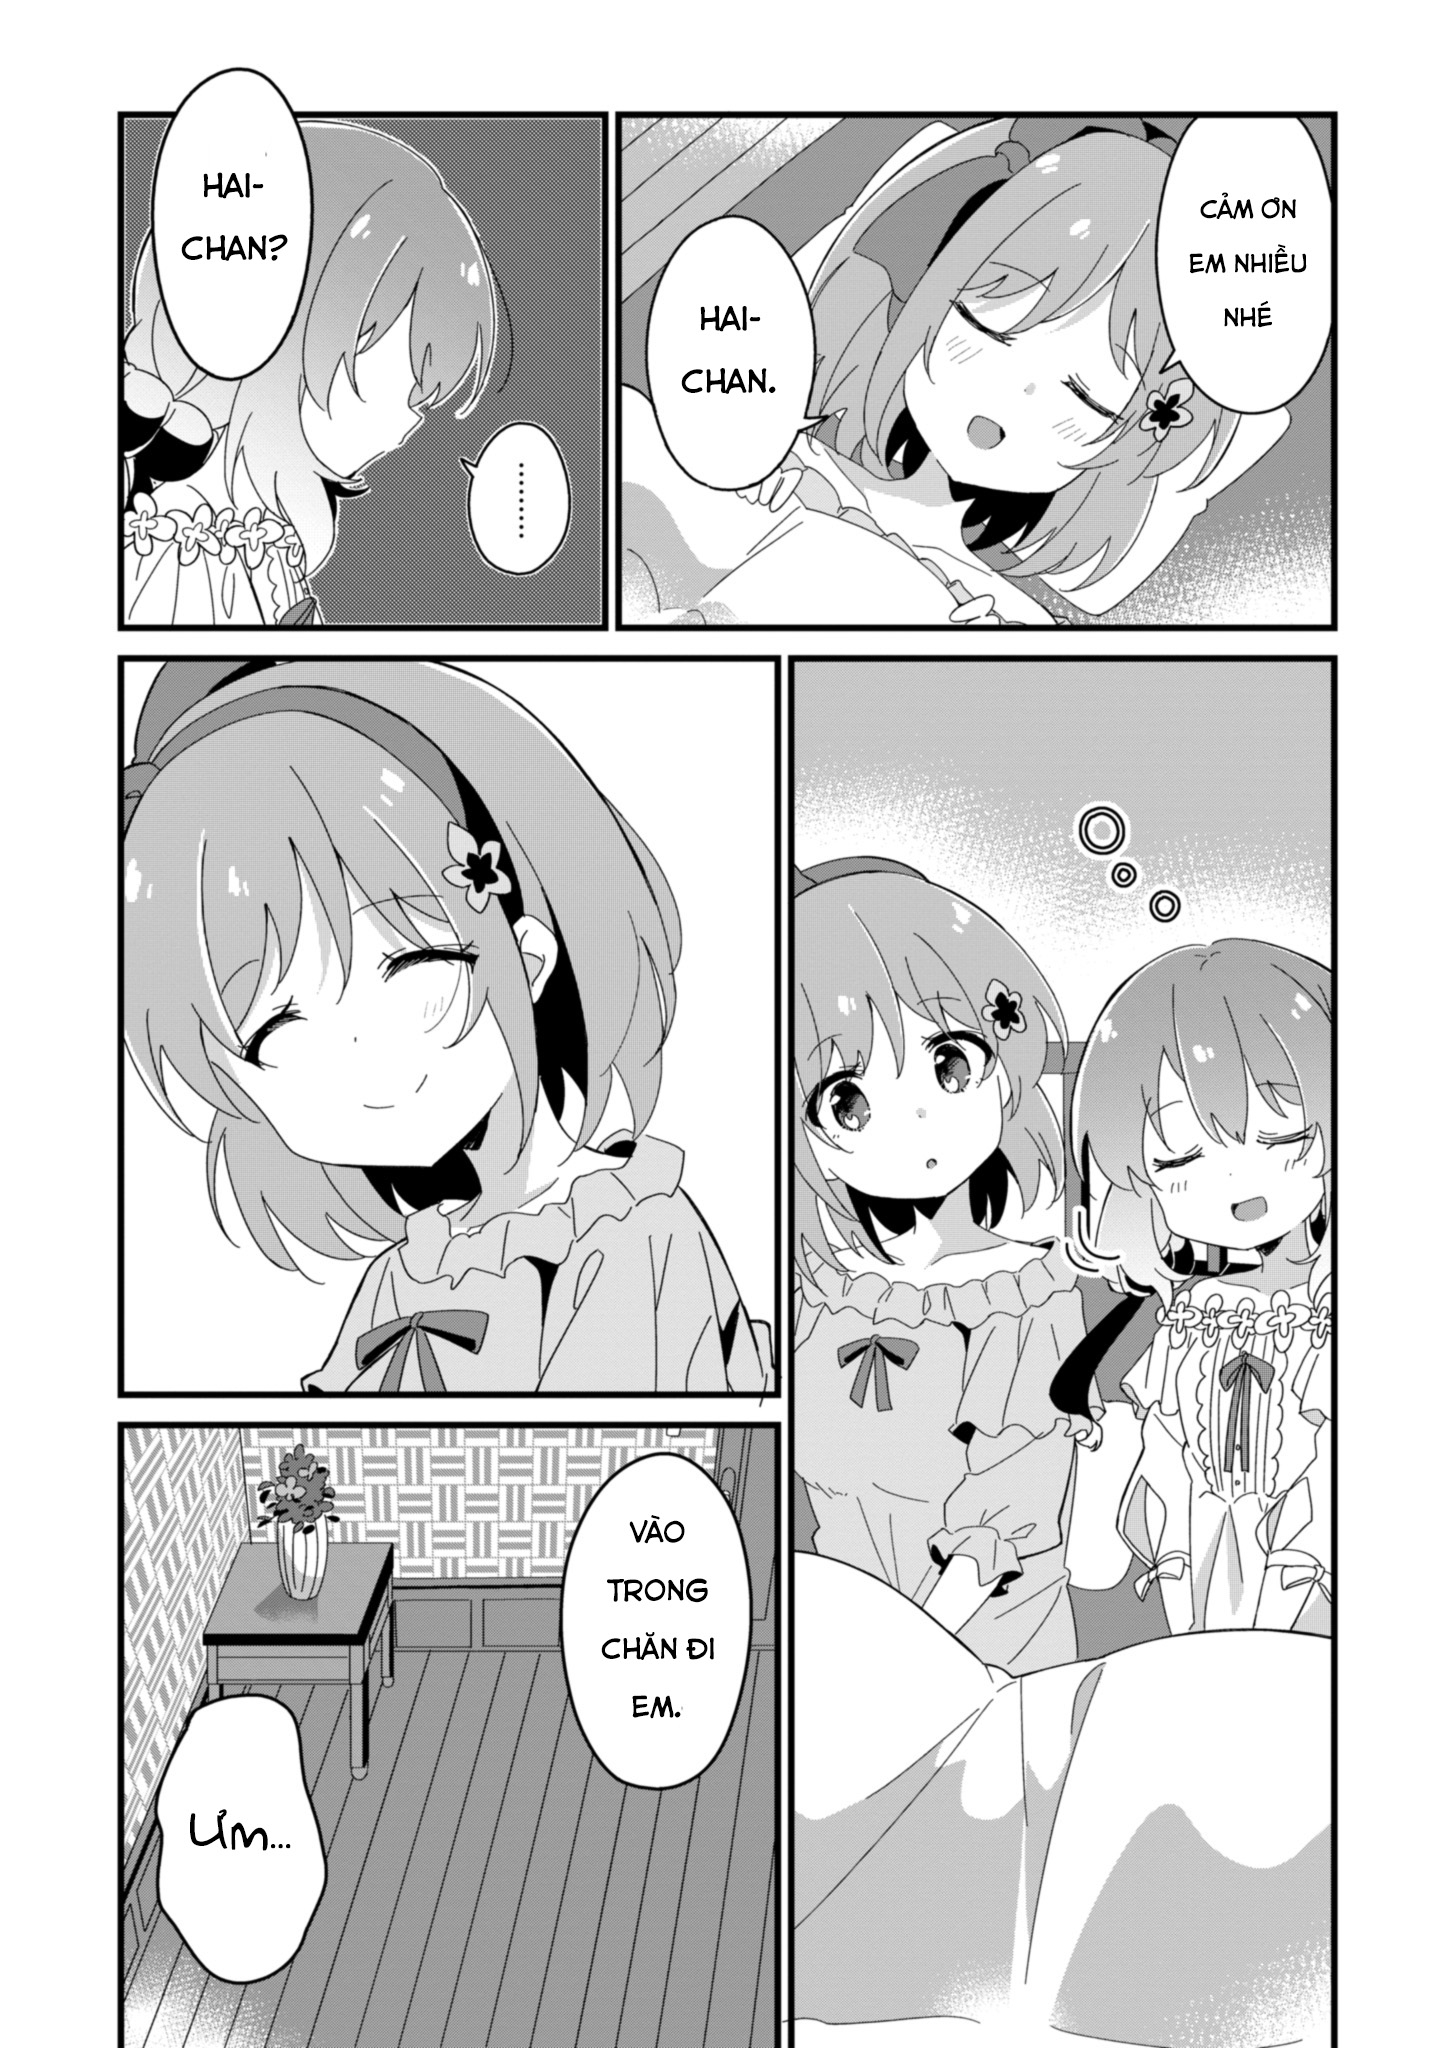 CẢM ƠN
EM NHIỀU
NHÉ
HAI-
CHAN.
HAI-
CHAN?
.........
VÀO
TRONG
CHĂN ĐI
EM.
ƯM...